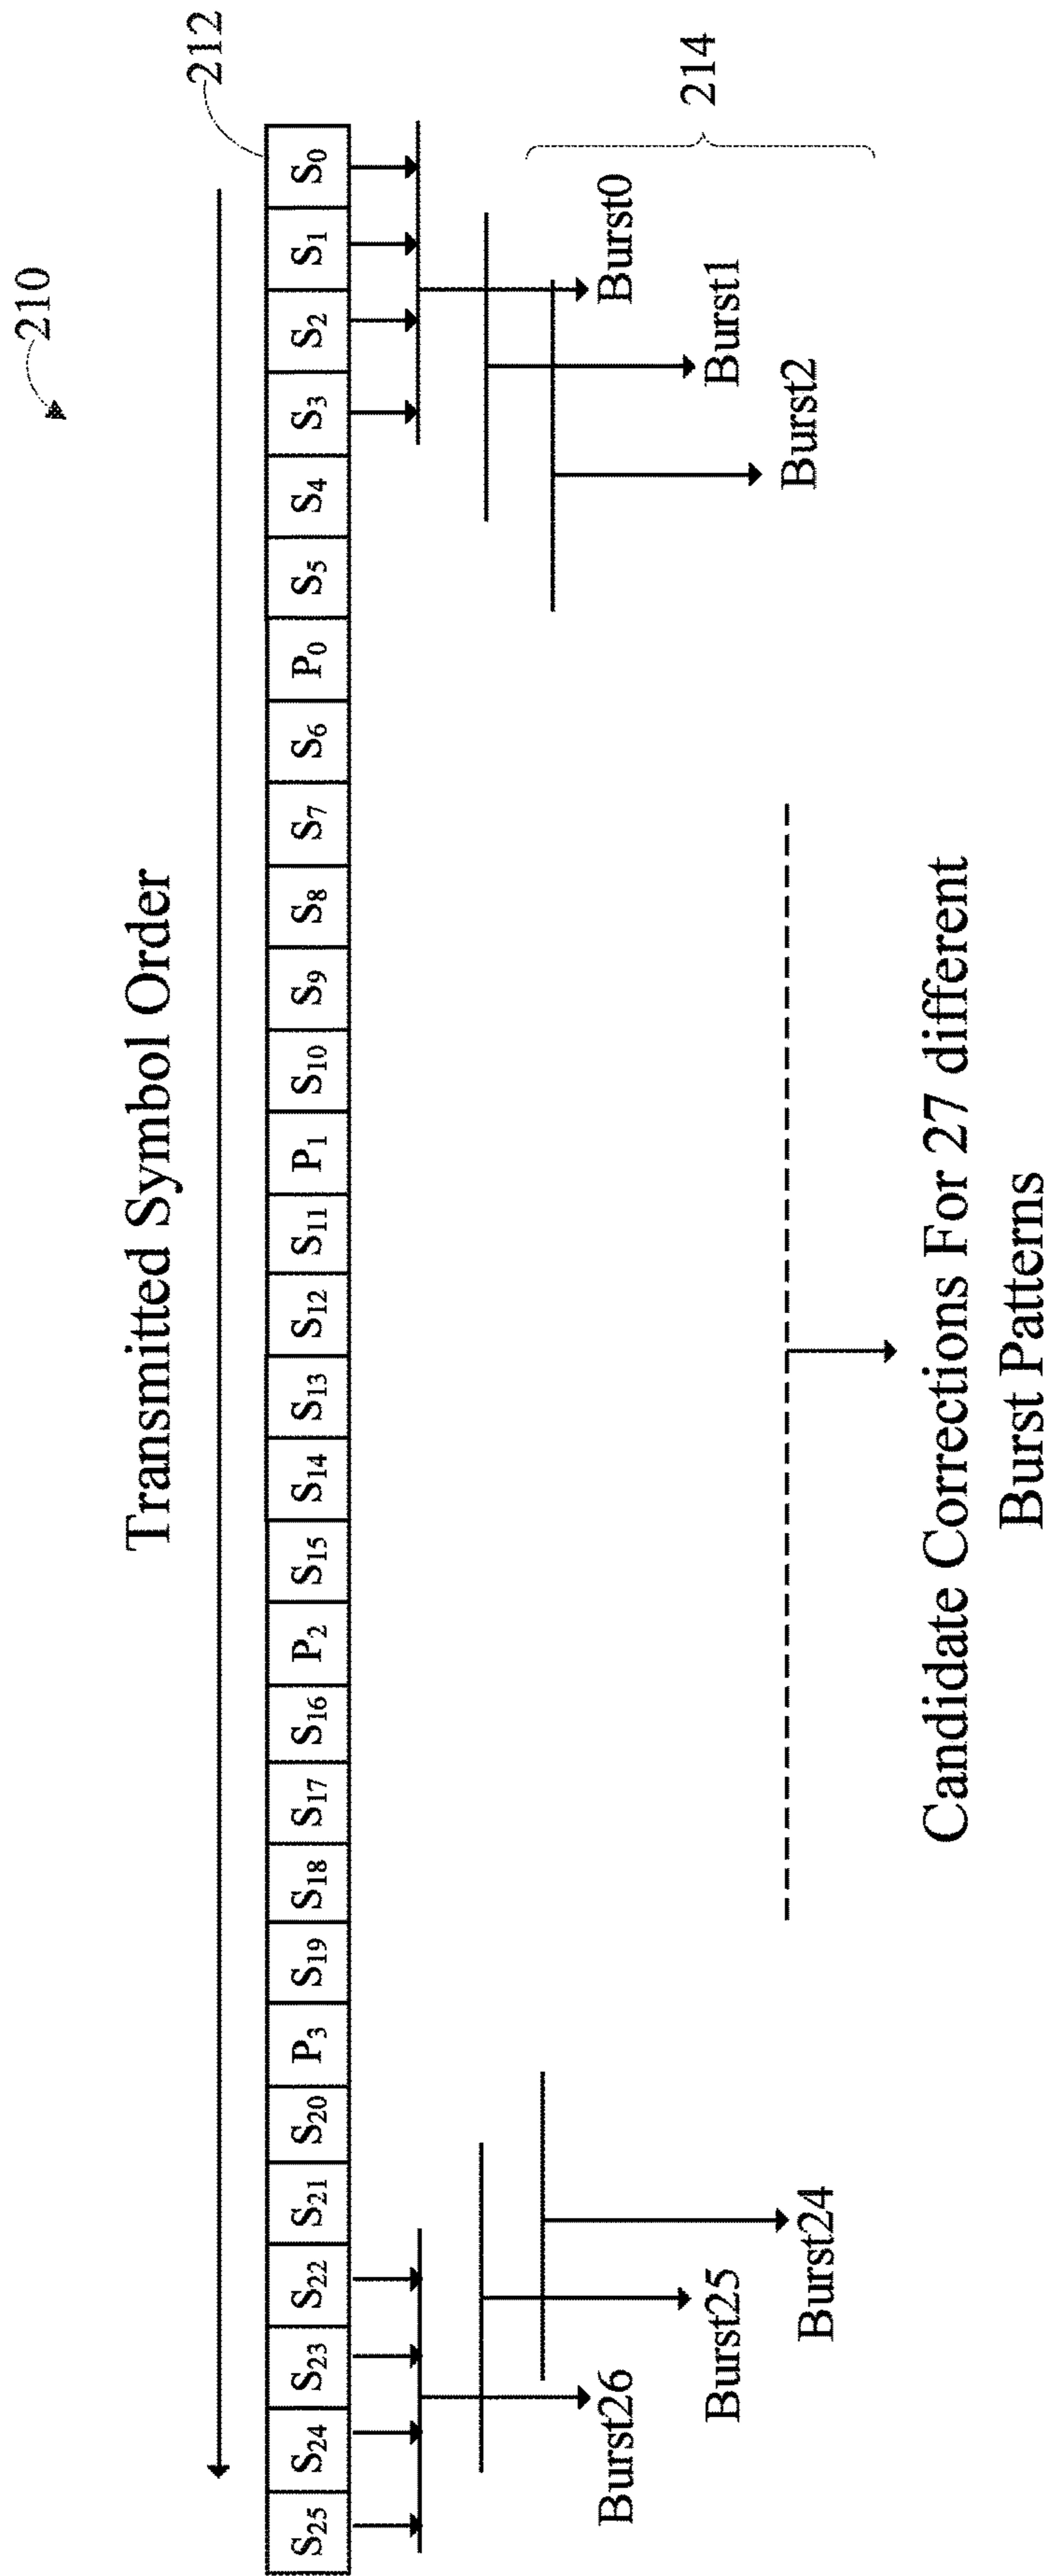 210
Transmitted Symbol Order
212
S25 S24 S23 S22 S21 S20 P3 S19 S18 S17 S16 P2 S15 S14 S13 S12 S11 P1 S10 S9 S8 S7 S6 P0 S5 S4 S3 S2 S1 S0
Burst26
Burst25
Burst24
Burst0
Burst1
Burst2
214
Candidate Corrections For 27 different
Burst Patterns